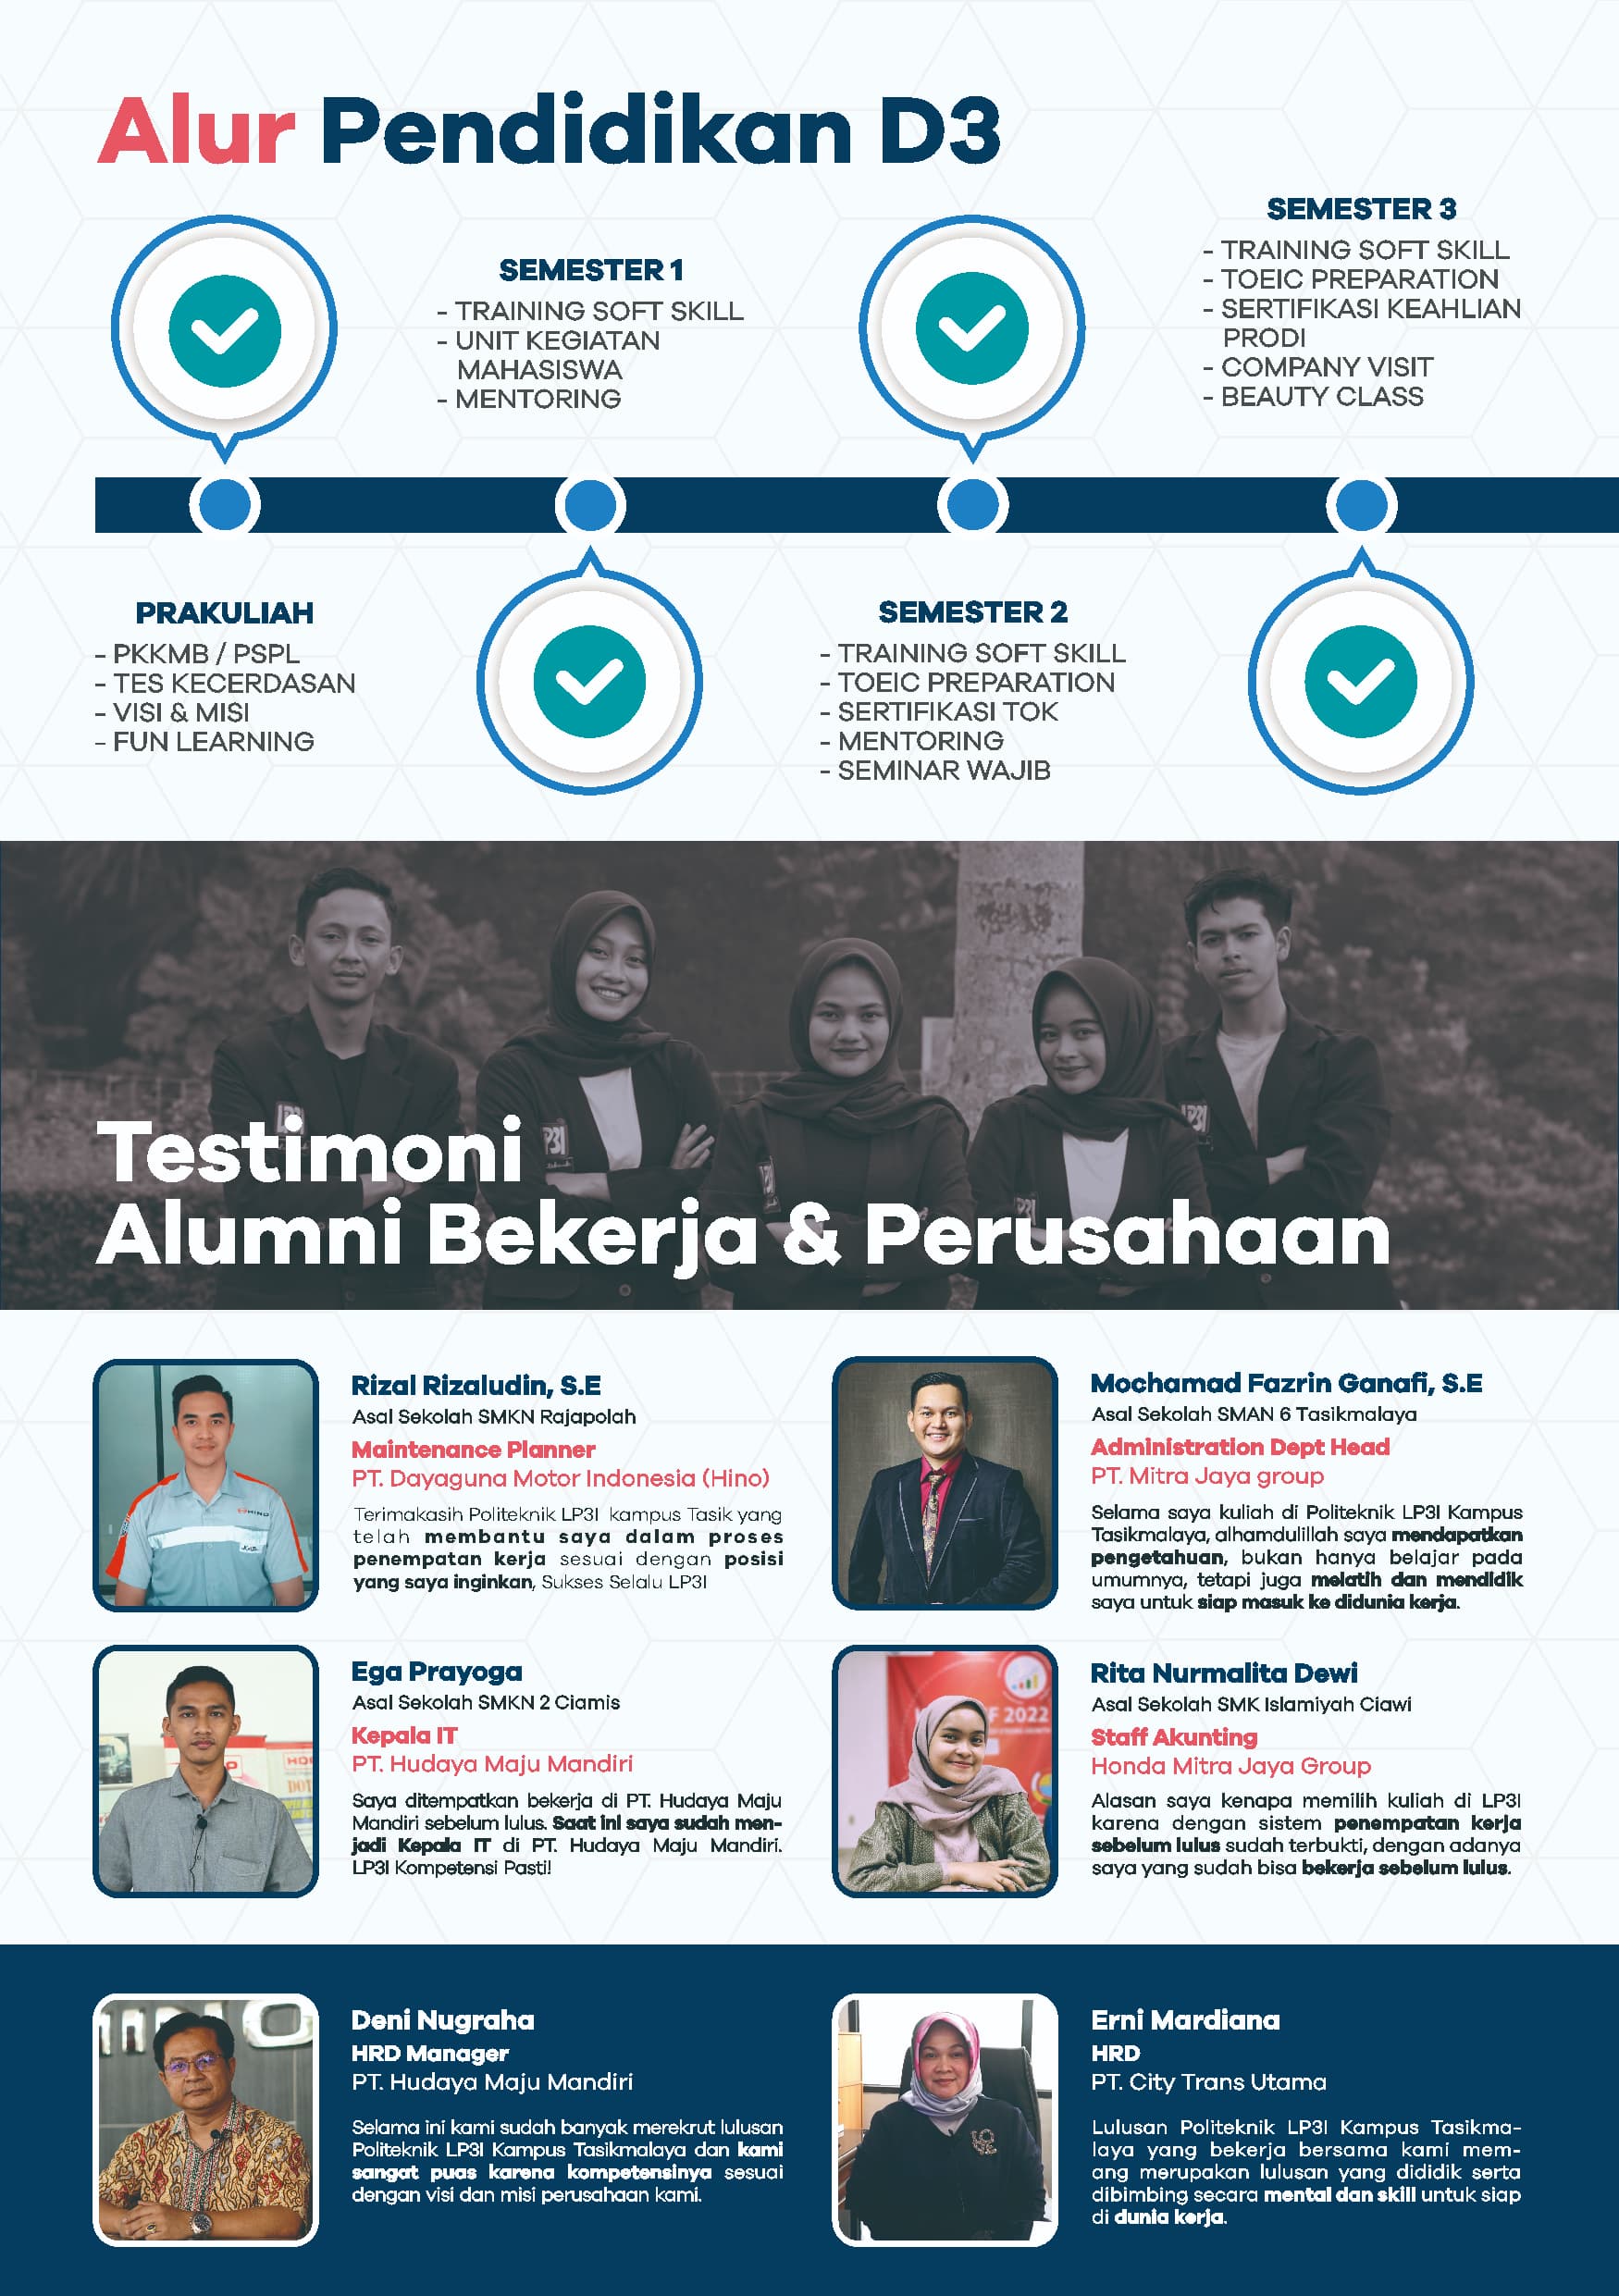 Alur Pendidikan D3
PRAKULIAH
- PKKMB / PSPL
- TES KECERDASAN
- VISI & MISI
- FUN LEARNING
SEMESTER 1
- TRAINING SOFT SKILL
- UNIT KEGIATAN
MAHASISWA
- MENTORING
SEMESTER 2
- TRAINING SOFT SKILL
- TOEIC PREPARATION
- SERTIFIKASI TOK
- MENTORING
- SEMINAR WAJIB
SEMESTER 3
- TRAINING SOFT SKILL
- TOEIC PREPARATION
- SERTIFIKASI KEAHLIAN
PRODI
- COMPANY VISIT
- BEAUTY CLASS
Testimoni
Alumni Bekerja & Perusahaan
Rizal Rizaludin, S.E
Asal Sekolah SMKN Rajapolah
Maintenance Planner
PT. Dayaguna Motor Indonesia (Hino)
Terimakasih Politeknik LP3I kampus Tasik yang
telah membantu saya dalam proses
penempatan kerja sesuai dengan posisi
yang saya inginkan, Sukses Selalu LP3I
Mochamad Fazrin Ganafi, S.E
Asal Sekolah SMAN 6 Tasikmalaya
Administration Dept Head
PT. Mitra Jaya group
Selama saya kuliah di Politeknik LP3I Kampus
Tasikmalaya, alhamdulillah saya mendapatkan
pengetahuan, bukan hanya belajar pada
umumnya, tetapi juga melatih dan mendidik
saya untuk siap masuk ke didunia kerja.
Ega Prayoga
Asal Sekolah SMKN 2 Ciamis
Kepala IT
PT. Hudaya Maju Mandiri
Saya ditempatkan bekerja di PT. Hudaya Maju
Mandiri sebelum lulus. Saat ini saya sudah men-
jadi Kepala IT di PT. Hudaya Maju Mandiri.
LP3I Kompetensi Pasti!
Rita Nurmalita Dewi
Asal Sekolah SMK Islamiyah Ciawi
Staff Akunting
Honda Mitra Jaya Group
Alasan saya kenapa memilih kuliah di LP3I
karena dengan sistem penempatan kerja
sebelum lulus sudah terbukti, dengan adanya
saya yang sudah bisa bekerja sebelum lulus.
Deni Nugraha
HRD Manager
PT. Hudaya Maju Mandiri
Selama ini kami sudah banyak merekrut lulusan
Politeknik LP3I Kampus Tasikmalaya dan kami
sangat puas karena kompetensinya sesuai
dengan visi dan misi perusahaan kami.
Erni Mardiana
HRD
PT. City Trans Utama
Lulusan Politeknik LP3I Kampus Tasikma-
laya yang bekerja bersama kami mem-
ang merupakan lulusan yang dididik serta
dibimbing secara mental dan skill untuk siap
di dunia kerja.